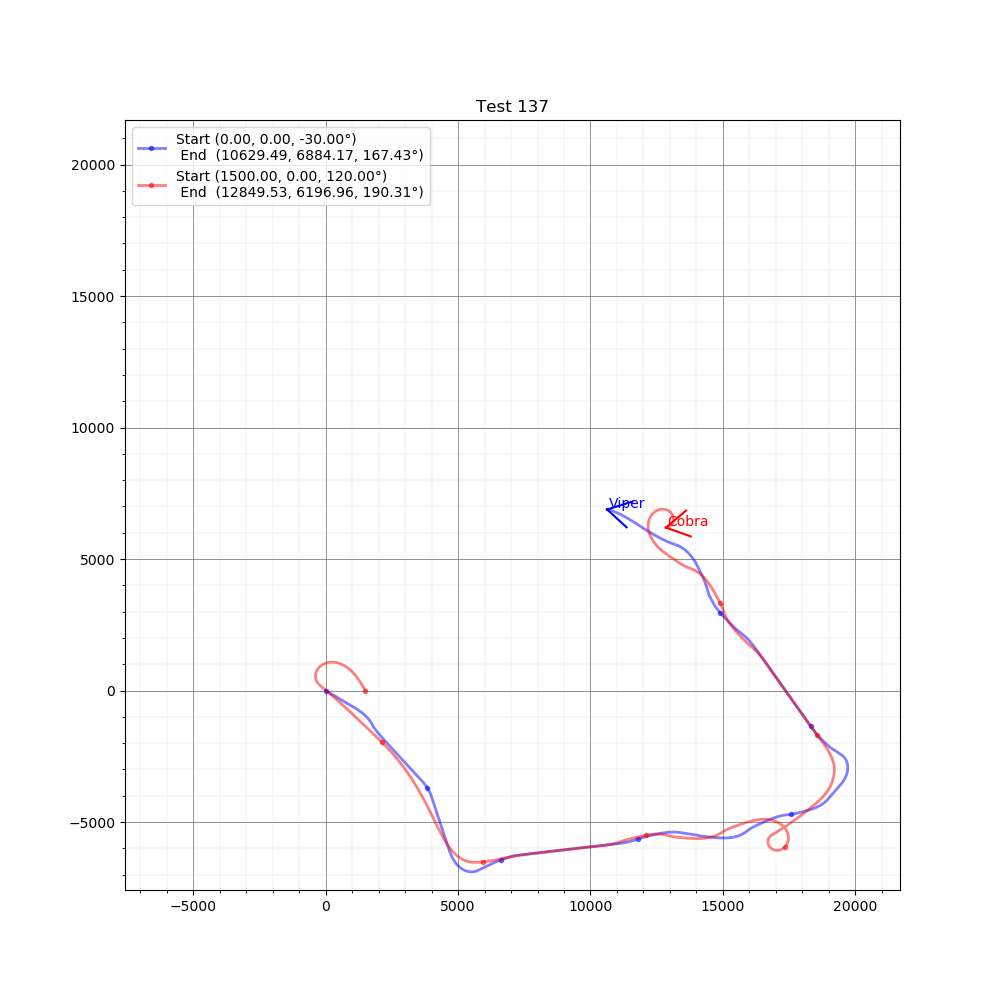 Test 137
Start (0.00, 0.00, -30.00°)
End (10629.49, 6884.17, 167.43°)
Start (1500.00, 0.00, 120.00°)
End (12849.53, 6196.96, 190.31°)
20000
15000
10000
5000
0
−5000
Viper
Cobra
−5000 0 5000 10000 15000 20000